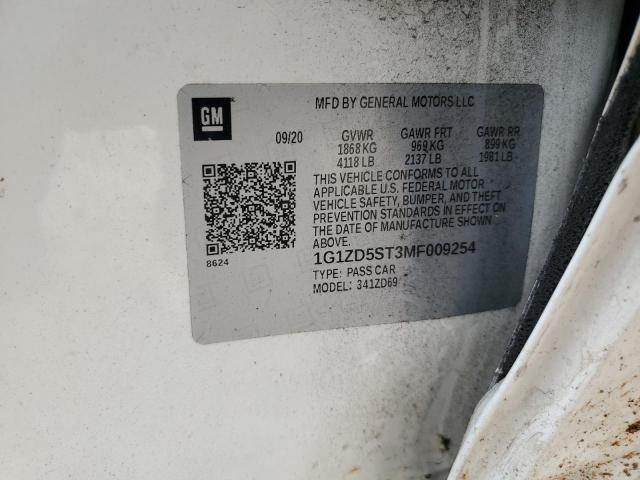 MFD BY GENERAL MOTORS LLC
GM
09/20
GVWR GAWR FRT GAWR RR
1868 KG 969 KG 899 KG
4118 LB 2137 LB 1981 LB
THIS VEHICLE CONFORMS TO ALL
APPLICABLE U.S. FEDERAL MOTOR
VEHICLE SAFETY, BUMPER, AND THEFT
PREVENTION STANDARDS IN EFFECT ON
THE DATE OF MANUFACTURE SHOWN
ABOVE.
8624
1G1ZD5ST3MF009254
TYPE: PASS CAR
MODEL: 341ZD69